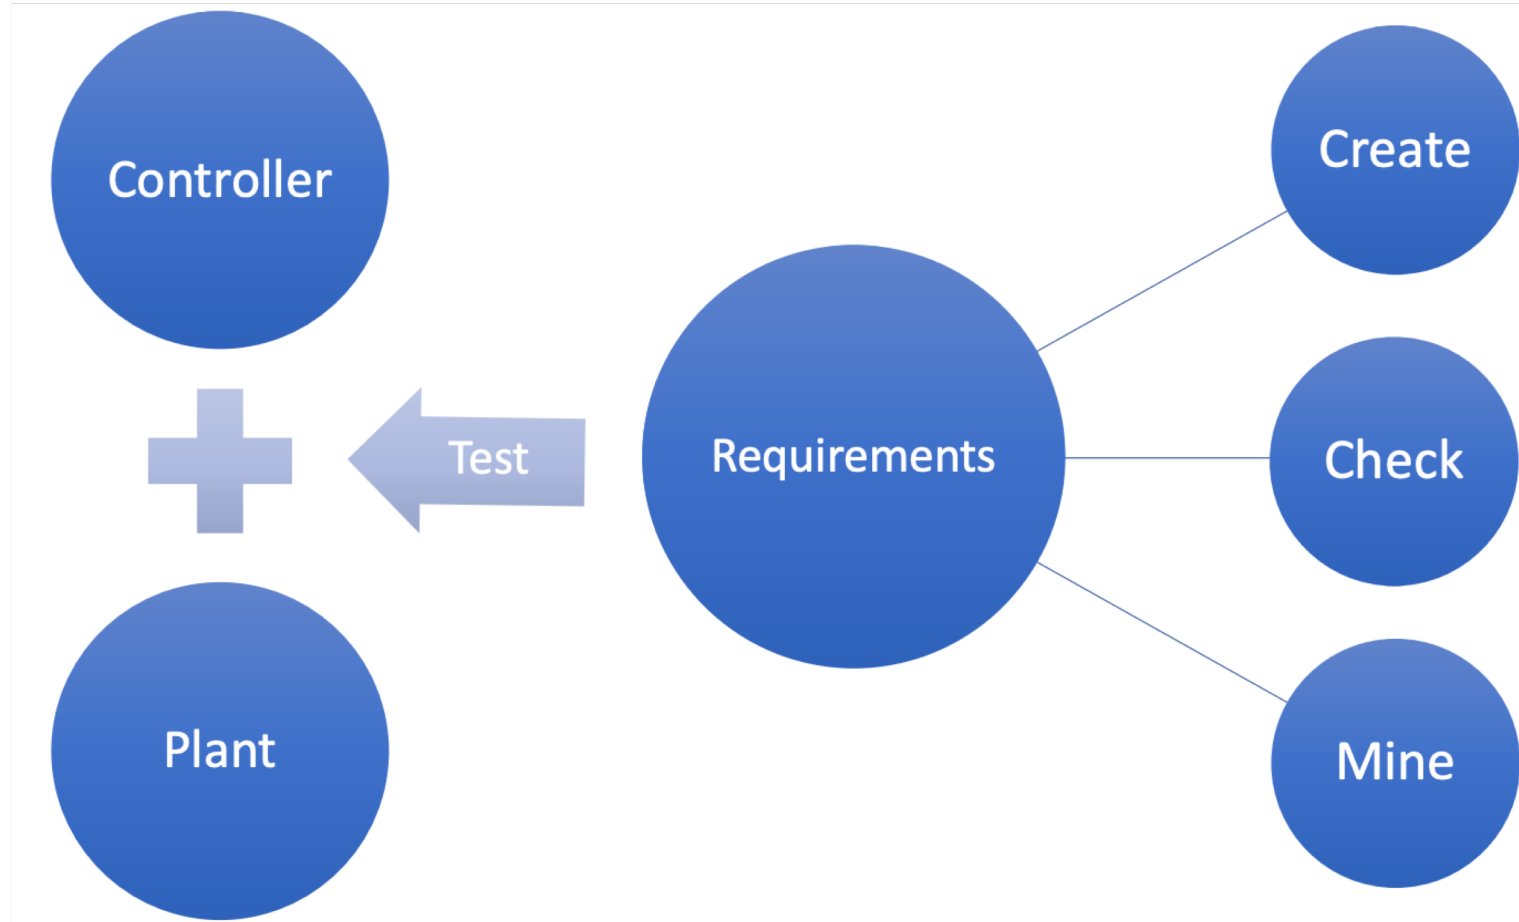 Controller
Plant
Test
Requirements
Create
Check
Mine